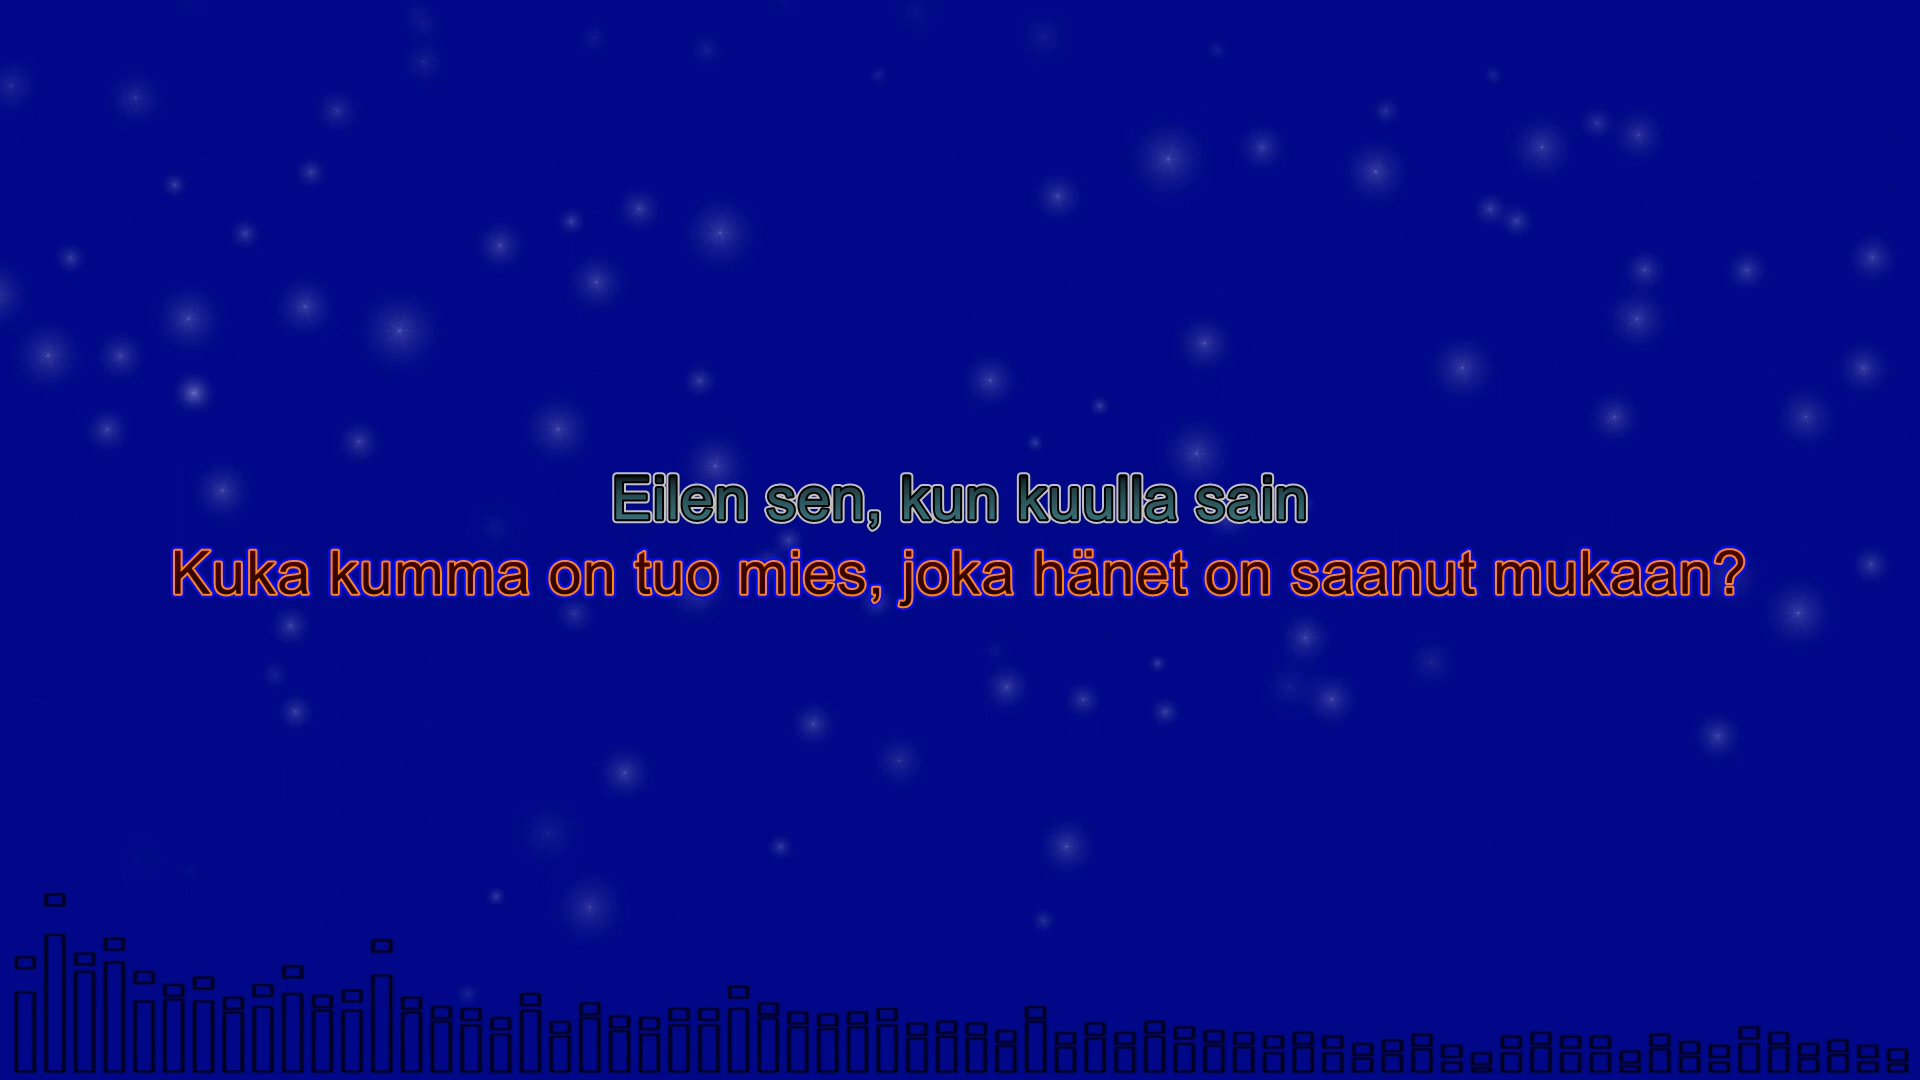 Eilen sen, kun kuulla sain
Kuka kumma on tuo mies, joka hänet on saanut mukaan?